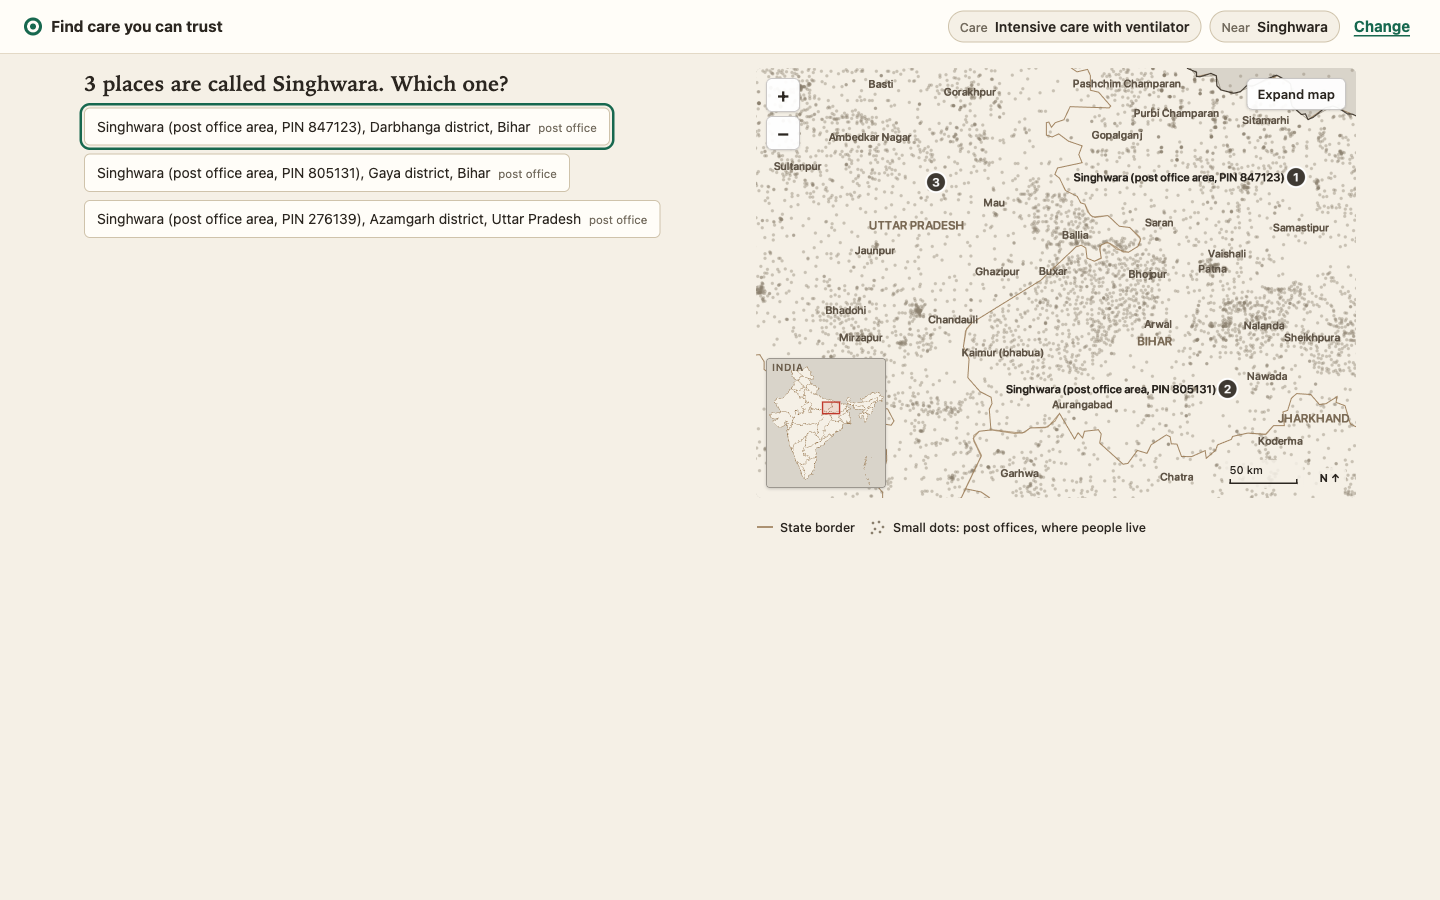 Find care you can trust
Care Intensive care with ventilator
Near Singhwara
Change
3 places are called Singhwara. Which one?
Singhwara (post office area, PIN 847123), Darbhanga district, Bihar post office
Singhwara (post office area, PIN 805131), Gaya district, Bihar post office
Singhwara (post office area, PIN 276139), Azamgarh district, Uttar Pradesh post office
+
−
Expand map
Basti
Gorakhpur
Pashchim Champaran
Purbi Champaran
Sitamarhi
Ambedkar Nagar
Gopalganj
Sultanpur
3
Singhwara (post office area, PIN 847123) 1
Mau
UTTAR PRADESH
Ballia
Saran
Samastipur
Jaunpur
Vaishali
Patna
Ghazipur
Buxar
Bhojpur
Bhadohi
Chandauli
Arwal
Nalanda
Mirzapur
BIHAR
Sheikhpura
Kaimur (bhabua)
INDIA
Nawada
Singhwara (post office area, PIN 805131) 2
Aurangabad
JHARKHAND
Koderma
Garhwa
Chatra
50 km
N ↑
State border
Small dots: post offices, where people live